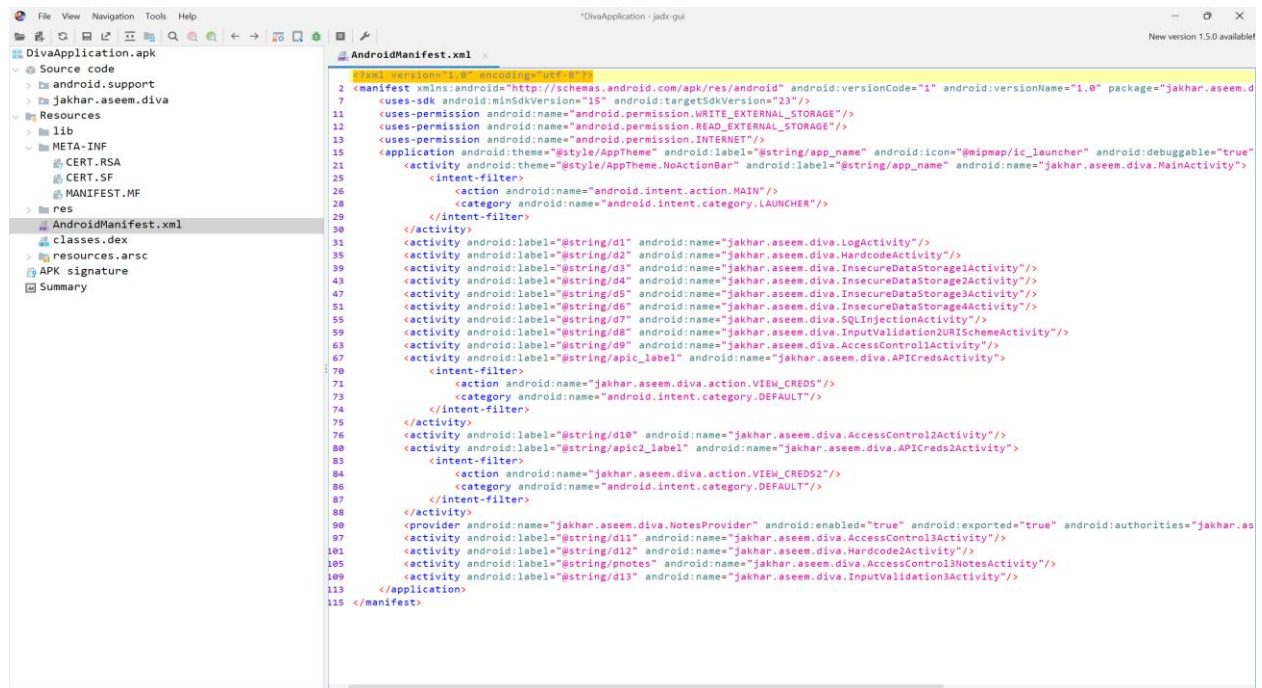 File View Navigation Tools Help
*DivaApplication - jadx-gui
New version 1.5.0 available!
DivaApplication.apk
Source code
android.support
jakhar.aseem.diva
Resources
lib
META-INF
CERT.RSA
CERT.SF
MANIFEST.MF
res
AndroidManifest.xml
classes.dex
resources.arsc
APK signature
Summary
AndroidManifest.xml
<?xml version="1.0" encoding="utf-8"?>
2 <manifest xmlns:android="http://schemas.android.com/apk/res/android" android:versionCode="1" android:versionName="1.0" package="jakhar.aseem.d
7 <uses-sdk android:minSdkVersion="15" android:targetSdkVersion="23"/>
11 <uses-permission android:name="android.permission.WRITE_EXTERNAL_STORAGE"/>
12 <uses-permission android:name="android.permission.READ_EXTERNAL_STORAGE"/>
13 <uses-permission android:name="android.permission.INTERNET"/>
15 <application android:theme="@style/AppTheme" android:label="@string/app_name" android:icon="@mipmap/ic_launcher" android:debuggable="true"
21 <activity android:theme="@style/AppTheme.NoActionBar" android:label="@string/app_name" android:name="jakhar.aseem.diva.MainActivity">
25 <intent-filter>
26 <action android:name="android.intent.action.MAIN"/>
28 <category android:name="android.intent.category.LAUNCHER"/>
29 </intent-filter>
30 </activity>
31 <activity android:label="@string/d1" android:name="jakhar.aseem.diva.LogActivity"/>
35 <activity android:label="@string/d2" android:name="jakhar.aseem.diva.HardcodeActivity"/>
39 <activity android:label="@string/d3" android:name="jakhar.aseem.diva.InsecureDataStorage1Activity"/>
43 <activity android:label="@string/d4" android:name="jakhar.aseem.diva.InsecureDataStorage2Activity"/>
47 <activity android:label="@string/d5" android:name="jakhar.aseem.diva.InsecureDataStorage3Activity"/>
51 <activity android:label="@string/d6" android:name="jakhar.aseem.diva.InsecureDataStorage4Activity"/>
55 <activity android:label="@string/d7" android:name="jakhar.aseem.diva.SQLInjectionActivity"/>
59 <activity android:label="@string/d8" android:name="jakhar.aseem.diva.InputValidation2URISchemeActivity"/>
63 <activity android:label="@string/d9" android:name="jakhar.aseem.diva.AccessControl1Activity"/>
67 <activity android:label="@string/apic_label" android:name="jakhar.aseem.diva.APICredsActivity">
70 <intent-filter>
71 <action android:name="jakhar.aseem.diva.action.VIEW_CREDS"/>
73 <category android:name="android.intent.category.DEFAULT"/>
74 </intent-filter>
75 </activity>
76 <activity android:label="@string/d10" android:name="jakhar.aseem.diva.AccessControl2Activity"/>
80 <activity android:label="@string/apic2_label" android:name="jakhar.aseem.diva.APICreds2Activity">
83 <intent-filter>
84 <action android:name="jakhar.aseem.diva.action.VIEW_CREDS2"/>
86 <category android:name="android.intent.category.DEFAULT"/>
87 </intent-filter>
88 </activity>
90 <provider android:name="jakhar.aseem.diva.NotesProvider" android:enabled="true" android:exported="true" android:authorities="jakhar.as
97 <activity android:label="@string/d11" android:name="jakhar.aseem.diva.AccessControl3Activity"/>
101 <activity android:label="@string/d12" android:name="jakhar.aseem.diva.Hardcode2Activity"/>
105 <activity android:label="@string/pnotes" android:name="jakhar.aseem.diva.AccessControl3NotesActivity"/>
109 <activity android:label="@string/d13" android:name="jakhar.aseem.diva.InputValidation3Activity"/>
113 </application>
115 </manifest>